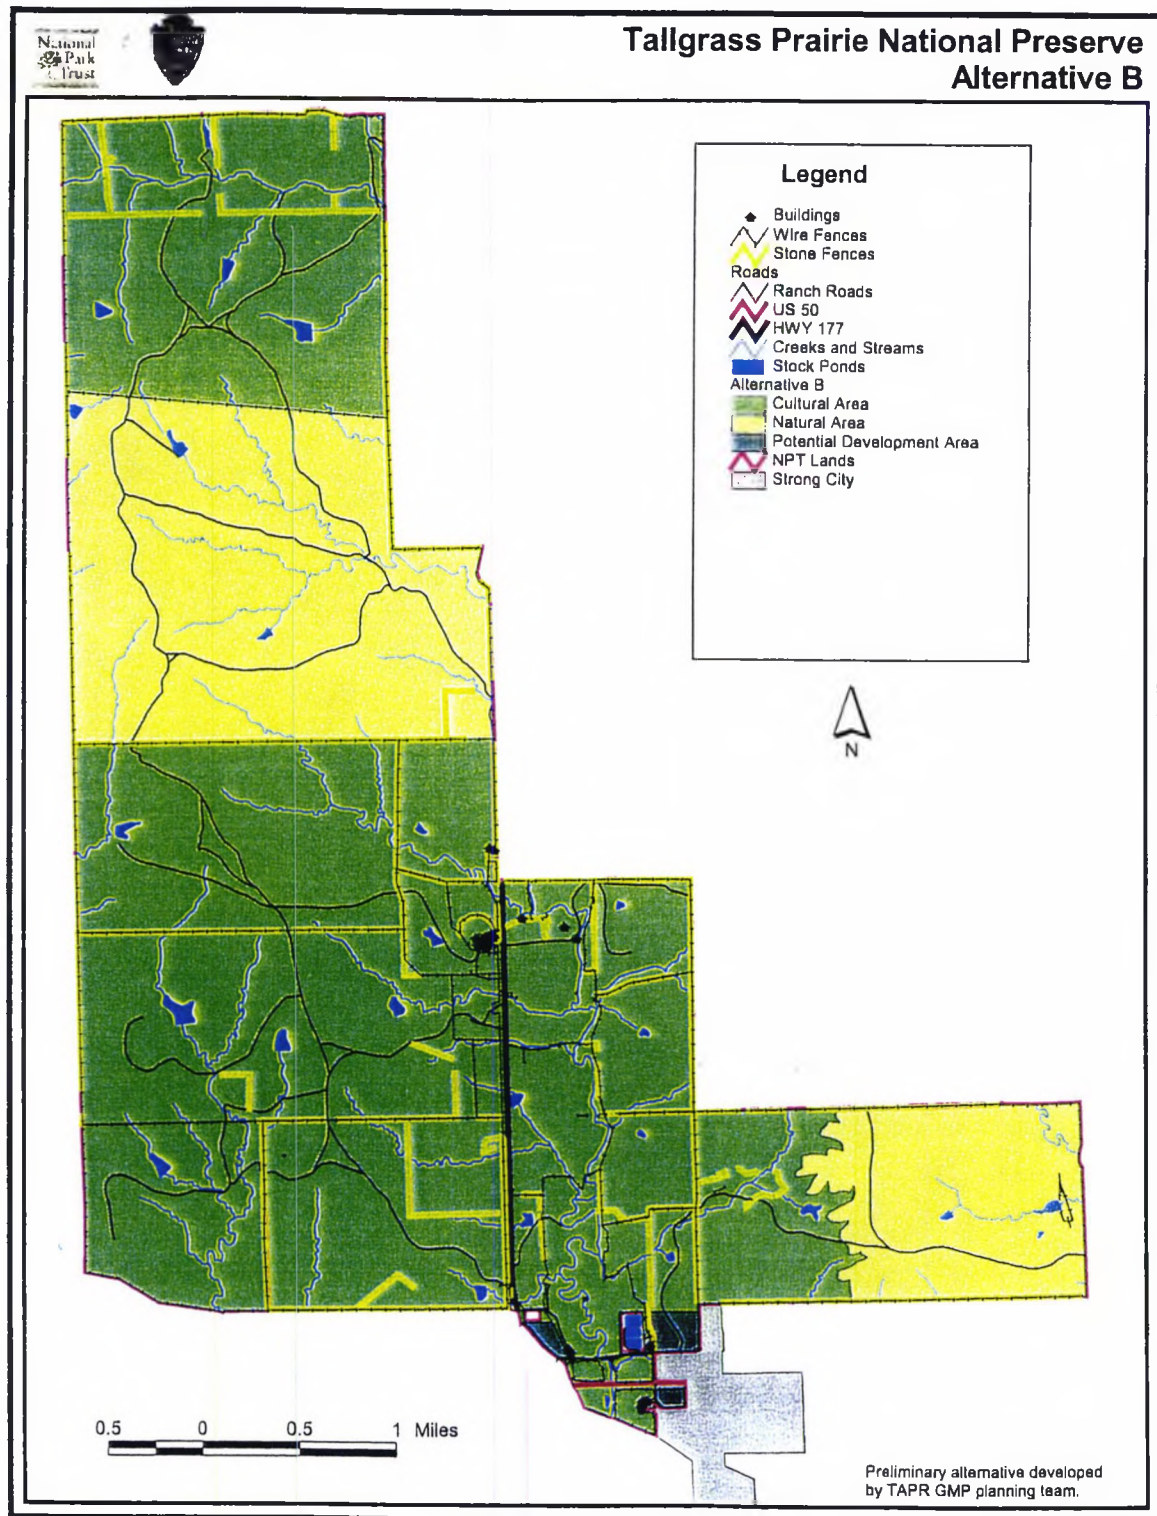 National
Park
Trust
Tallgrass Prairie National Preserve
Alternative B
Legend
Buildings
Wire Fences
Stone Fences
Roads
Ranch Roads
US 50
HWY 177
Creeks and Streams
Stock Ponds
Alternative B
Cultural Area
Natural Area
Potential Development Area
NPT Lands
Strong City
N
0.5 0 0.5 1 Miles
Preliminary alternative developed
by TAPR GMP planning team.